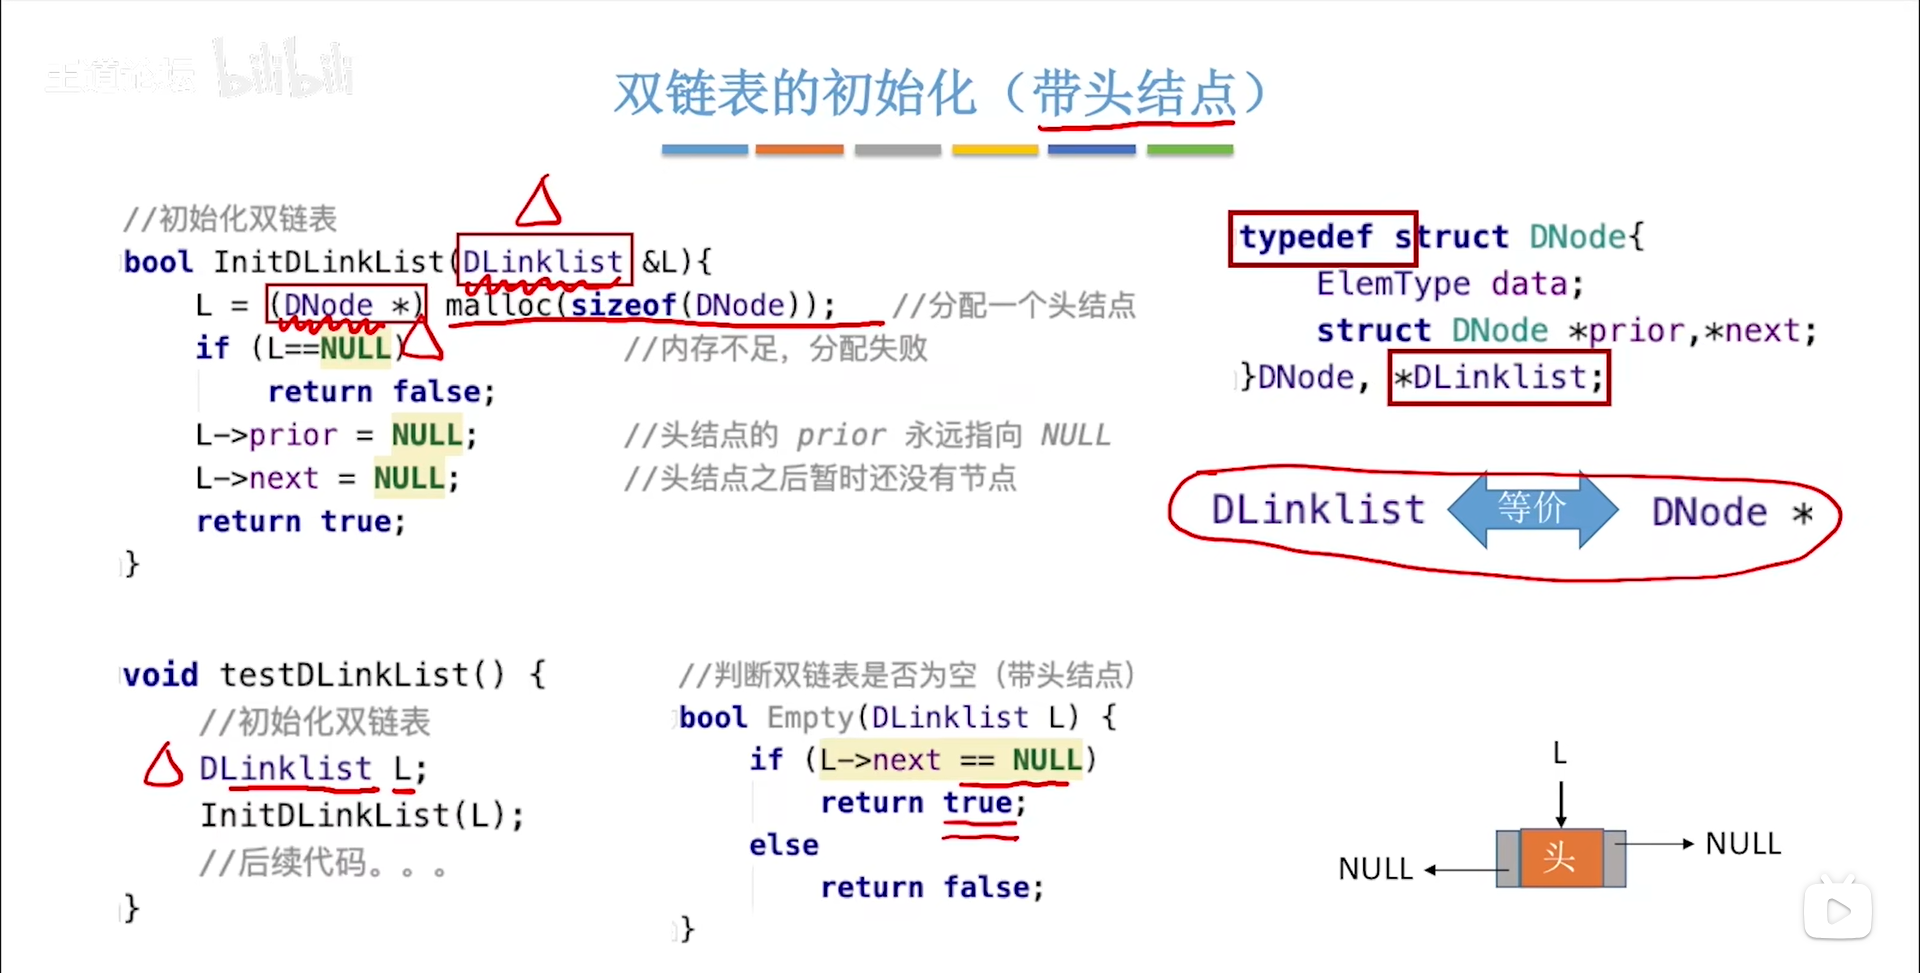 王道论坛 bilibili
双链表的初始化（带头结点）
//初始化双链表
bool InitDLinkList(DLinklist &L){
L = (DNode *) malloc(sizeof(DNode)); //分配一个头结点
if (L==NULL) //内存不足，分配失败
return false;
L->prior = NULL; //头结点的 prior 永远指向 NULL
L->next = NULL; //头结点之后暂时还没有节点
return true;
}
typedef struct DNode{
ElemType data;
struct DNode *prior,*next;
}DNode, *DLinklist;
DLinklist 等价 DNode *
void testDLinkList() {
//初始化双链表
DLinklist L;
InitDLinkList(L);
//后续代码。。。
}
//判断双链表是否为空（带头结点）
bool Empty(DLinklist L) {
if (L->next == NULL)
return true;
else
return false;
}
L
NULL 头 NULL